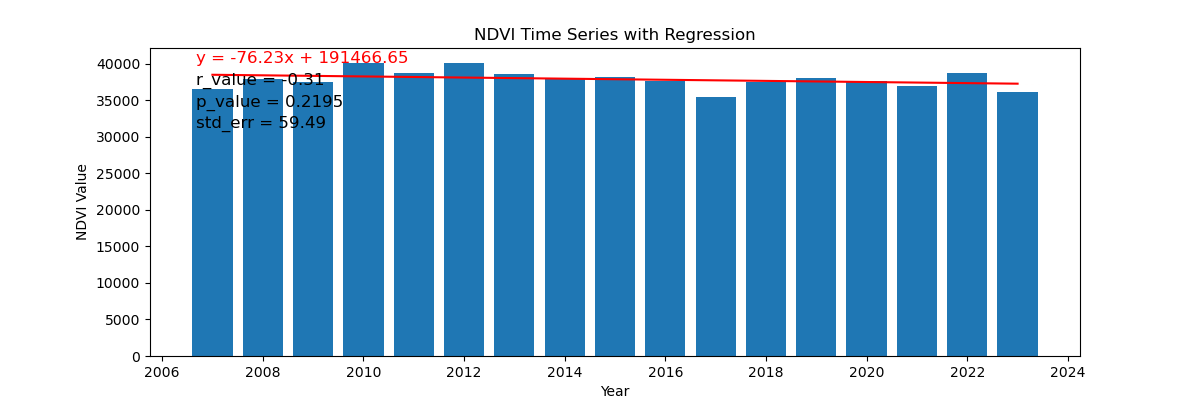 NDVI Time Series with Regression
y = -76.23x + 191466.65
r_value = -0.31
p_value = 0.2195
std_err = 59.49
NDVI Value
40000
35000
30000
25000
20000
15000
10000
5000
0
2006 2008 2010 2012 2014 2016 2018 2020 2022 2024
Year